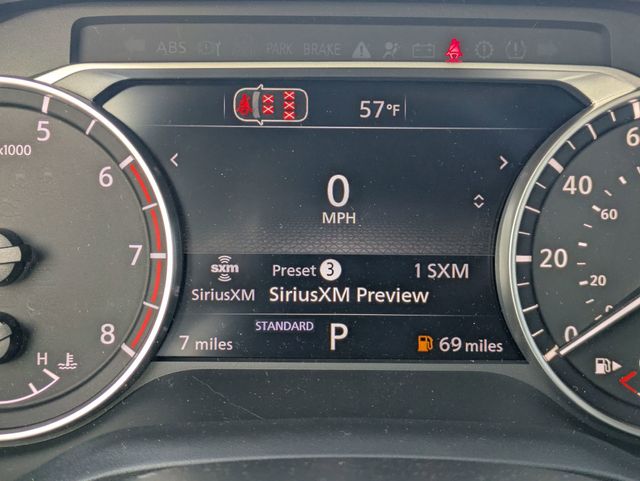 ABS PARK BRAKE
57°F
5
x1000
6
7
8
H
0
MPH
sxm
SiriusXM
Preset 3 1 SXM
SiriusXM Preview
STANDARD
P
7 miles
69 miles
40
60
20
20
0